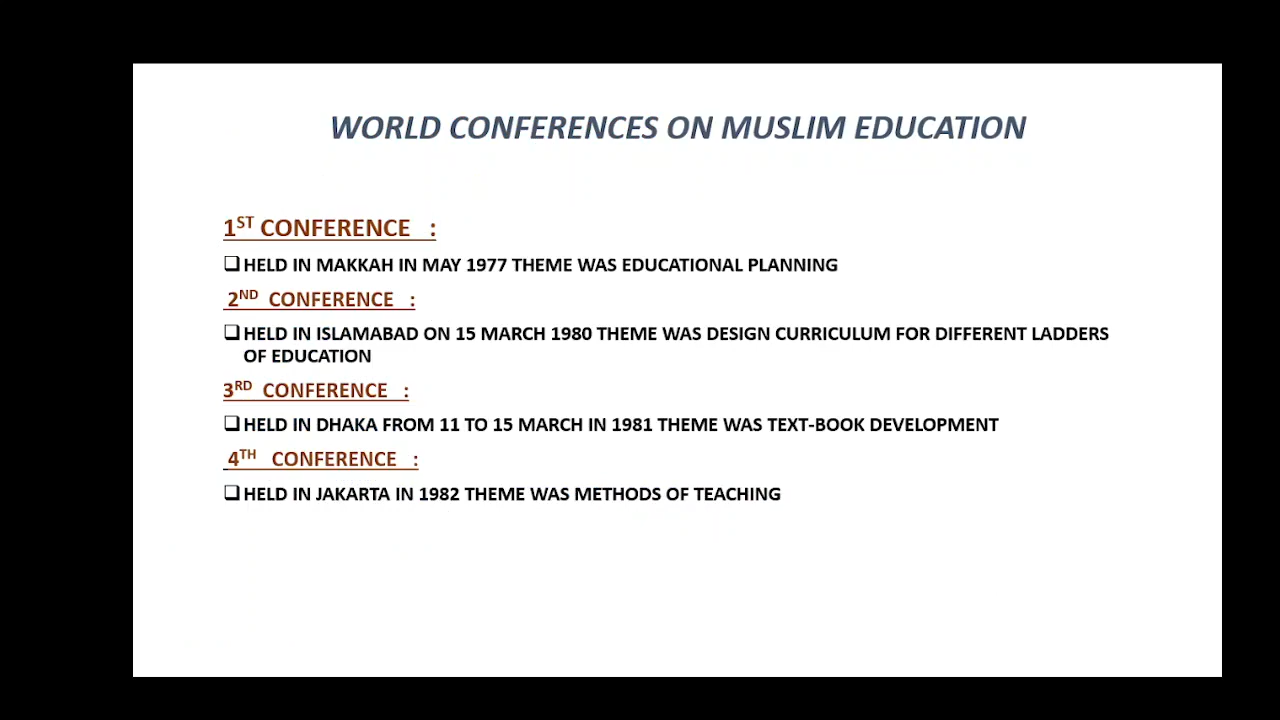 WORLD CONFERENCES ON MUSLIM EDUCATION
1ST CONFERENCE :
HELD IN MAKKAH IN MAY 1977 THEME WAS EDUCATIONAL PLANNING
2ND CONFERENCE :
HELD IN ISLAMABAD ON 15 MARCH 1980 THEME WAS DESIGN CURRICULUM FOR DIFFERENT LADDERS
OF EDUCATION
3RD CONFERENCE :
HELD IN DHAKA FROM 11 TO 15 MARCH IN 1981 THEME WAS TEXT-BOOK DEVELOPMENT
4TH CONFERENCE :
HELD IN JAKARTA IN 1982 THEME WAS METHODS OF TEACHING